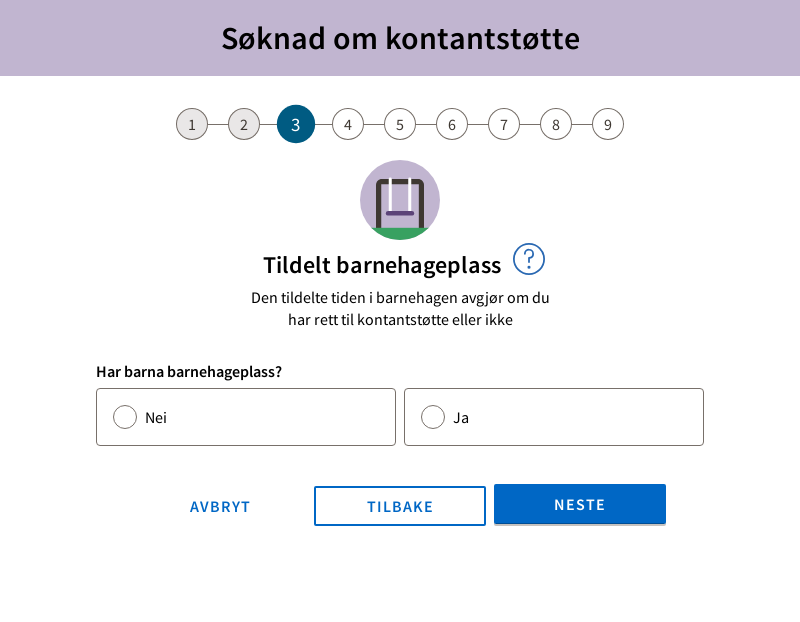 Søknad om kontantstøtte
1 2 3 4 5 6 7 8 9
Tildelt barnehageplass ?
Den tildelte tiden i barnehagen avgjør om du
har rett til kontantstøtte eller ikke
Har barna barnehageplass?
Nei Ja
AVBRYT TILBAKE NESTE